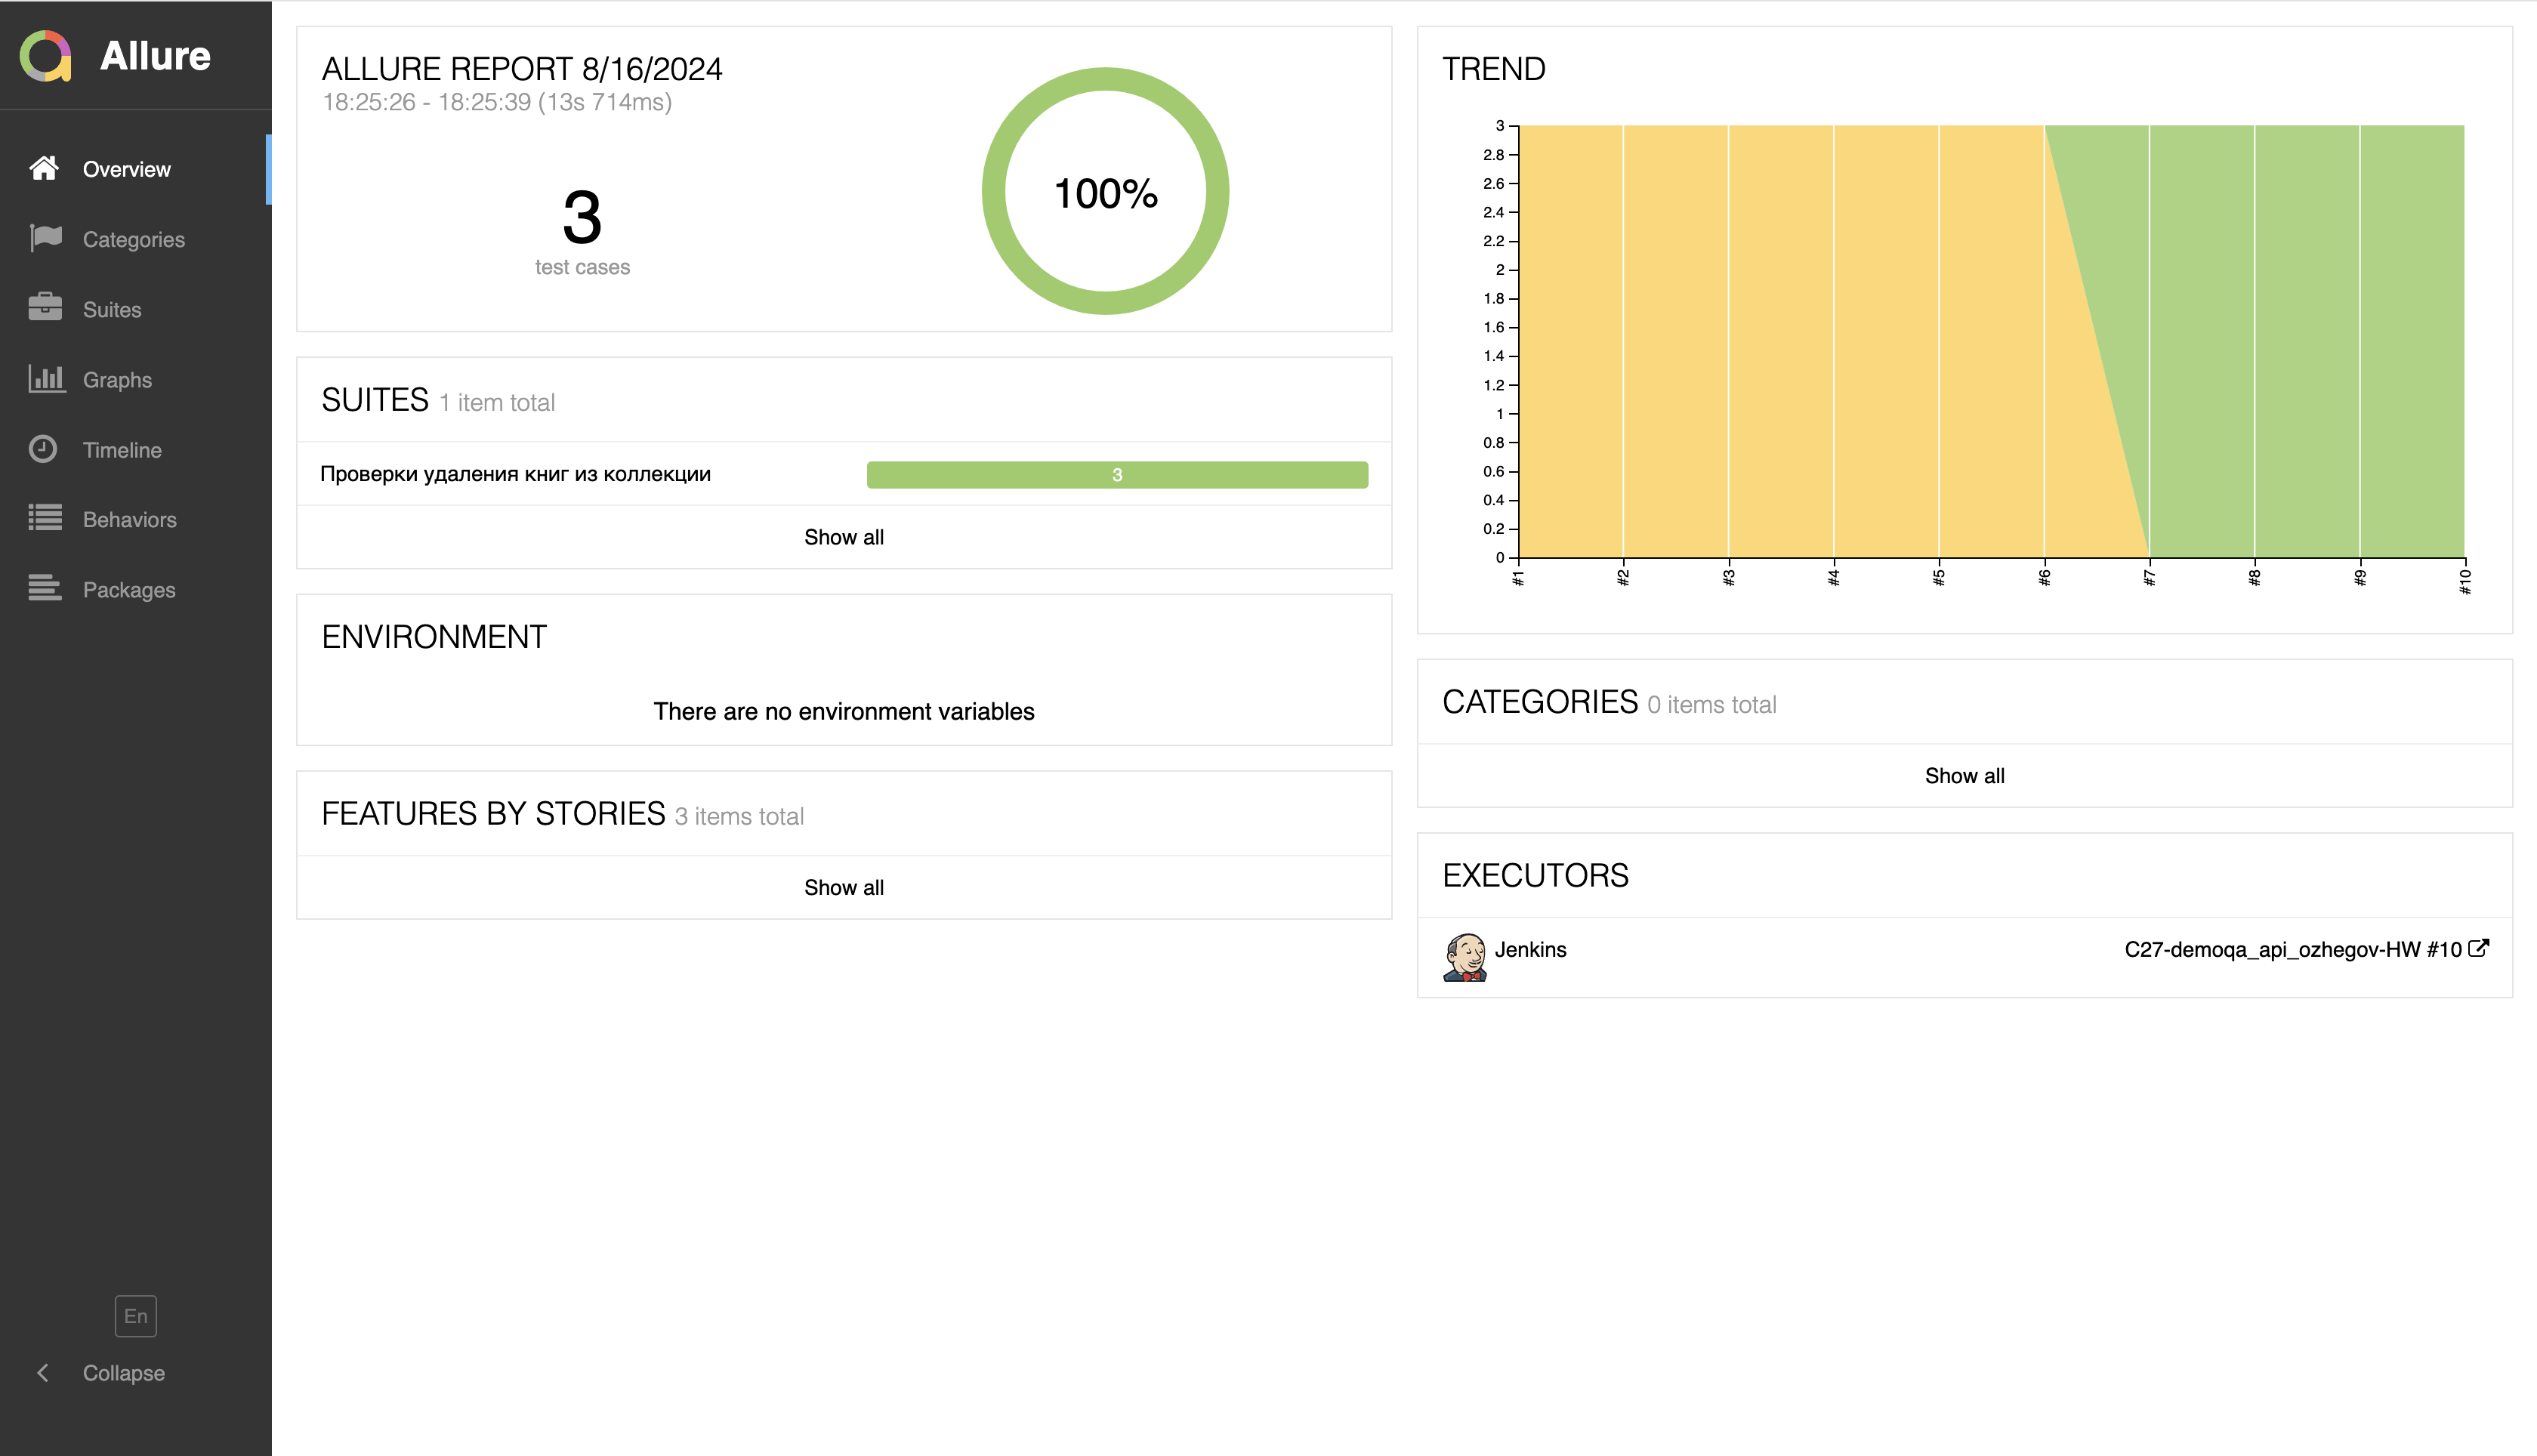 Allure
Overview
Categories
Suites
Graphs
Timeline
Behaviors
Packages
En
Collapse
ALLURE REPORT 8/16/2024
18:25:26 - 18:25:39 (13s 714ms)
3
test cases
100%
SUITES 1 item total
Проверки удаления книг из коллекции 3
Show all
ENVIRONMENT
There are no environment variables
FEATURES BY STORIES 3 items total
Show all
TREND
3
2.8
2.6
2.4
2.2
2
1.8
1.6
1.4
1.2
1
0.8
0.6
0.4
0.2
0
#1 #2 #3 #4 #5 #6 #7 #8 #9 #10
CATEGORIES 0 items total
Show all
EXECUTORS
Jenkins C27-demoqa_api_ozhegov-HW #10